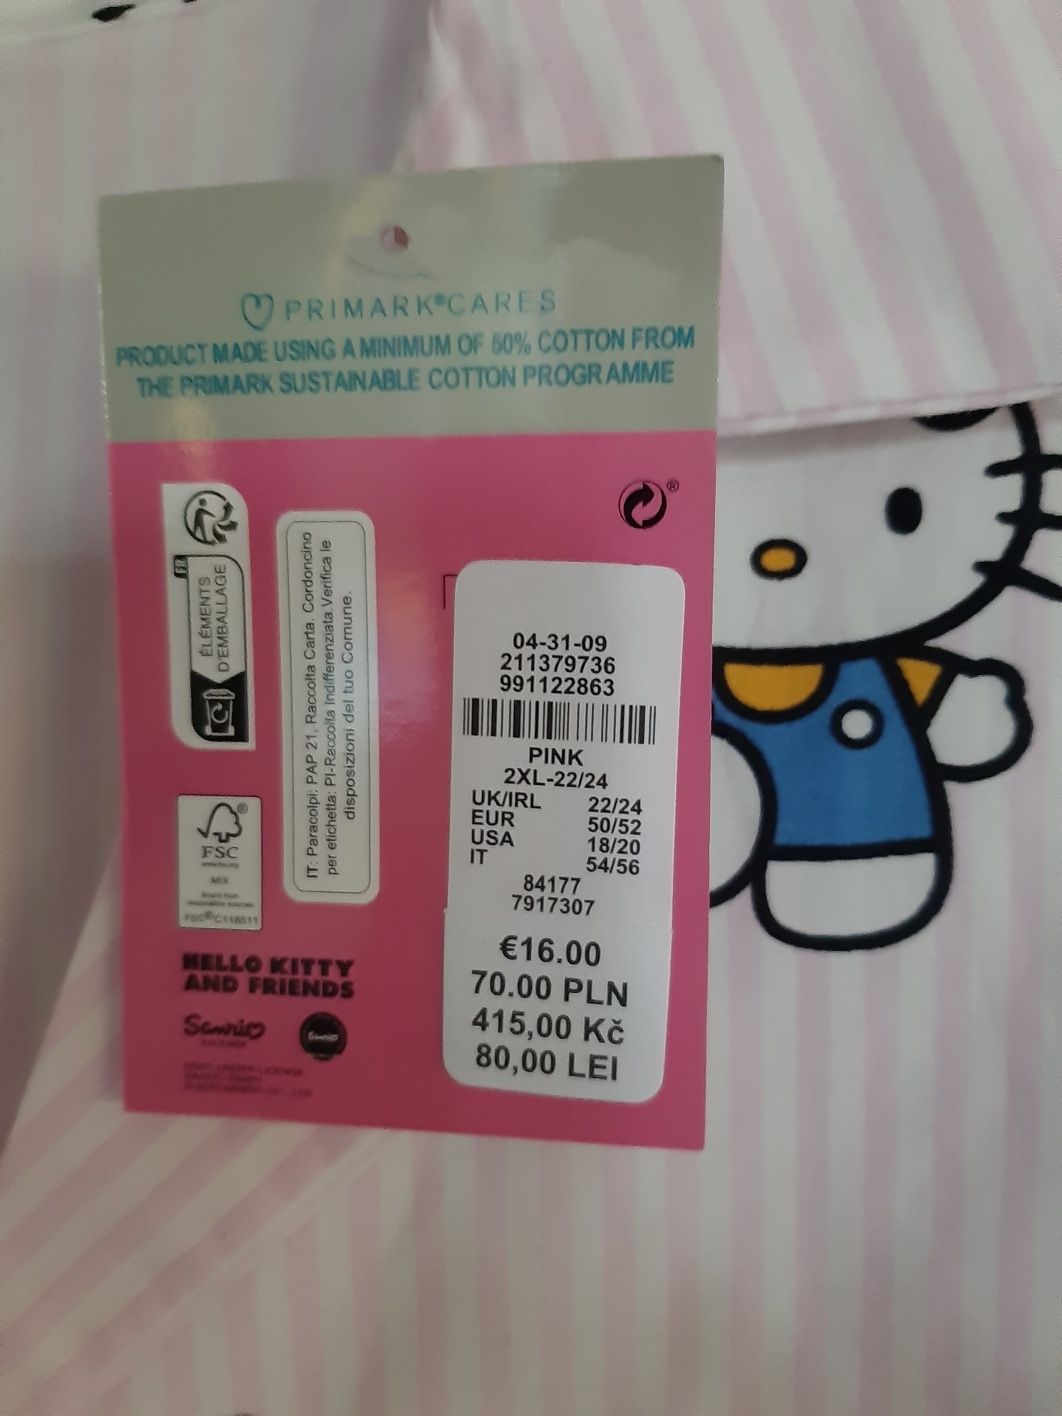 PRIMARK®CARES
PRODUCT MADE USING A MINIMUM OF 50% COTTON FROM
THE PRIMARK SUSTAINABLE COTTON PROGRAMME
®
FR
ÉLÉMENTS
D'EMBALLAGE
IT: Paracolpi: PAP 21, Raccolta Carta. Cordoncino
per etichetta: PI-Raccolta Indifferenziata. Verifica le
disposizioni del tuo Comune.
04-31-09
211379736
991122863
PINK
2XL-22/24
UK/IRL 22/24
EUR 50/52
USA 18/20
IT 54/56
84177
7917307
€16.00
70.00 PLN
415,00 Kč
80,00 LEI
®
FSC
MIX
FSC® C118511
HELLO KITTY
AND FRIENDS
Sanrio